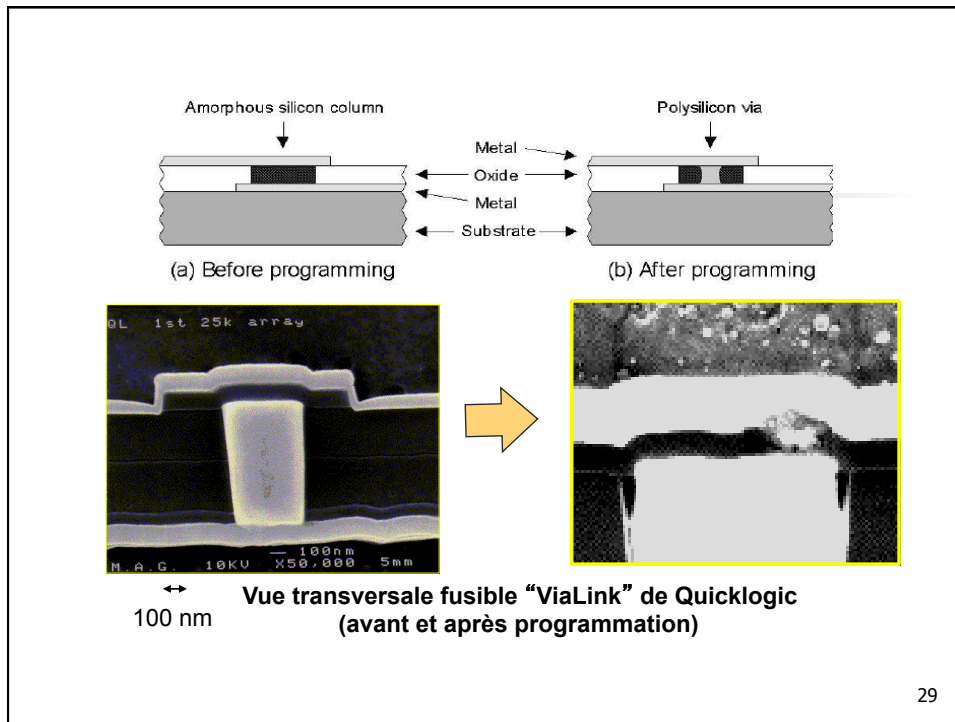 Amorphous silicon column
Polysilicon via
Metal
Oxide
Metal
Substrate
(a) Before programming
(b) After programming
QL 1st 25k array
100nm
M.A.G. 10KV X50,000 5mm
100 nm
Vue transversale fusible “ViaLink” de Quicklogic
(avant et après programmation)
29